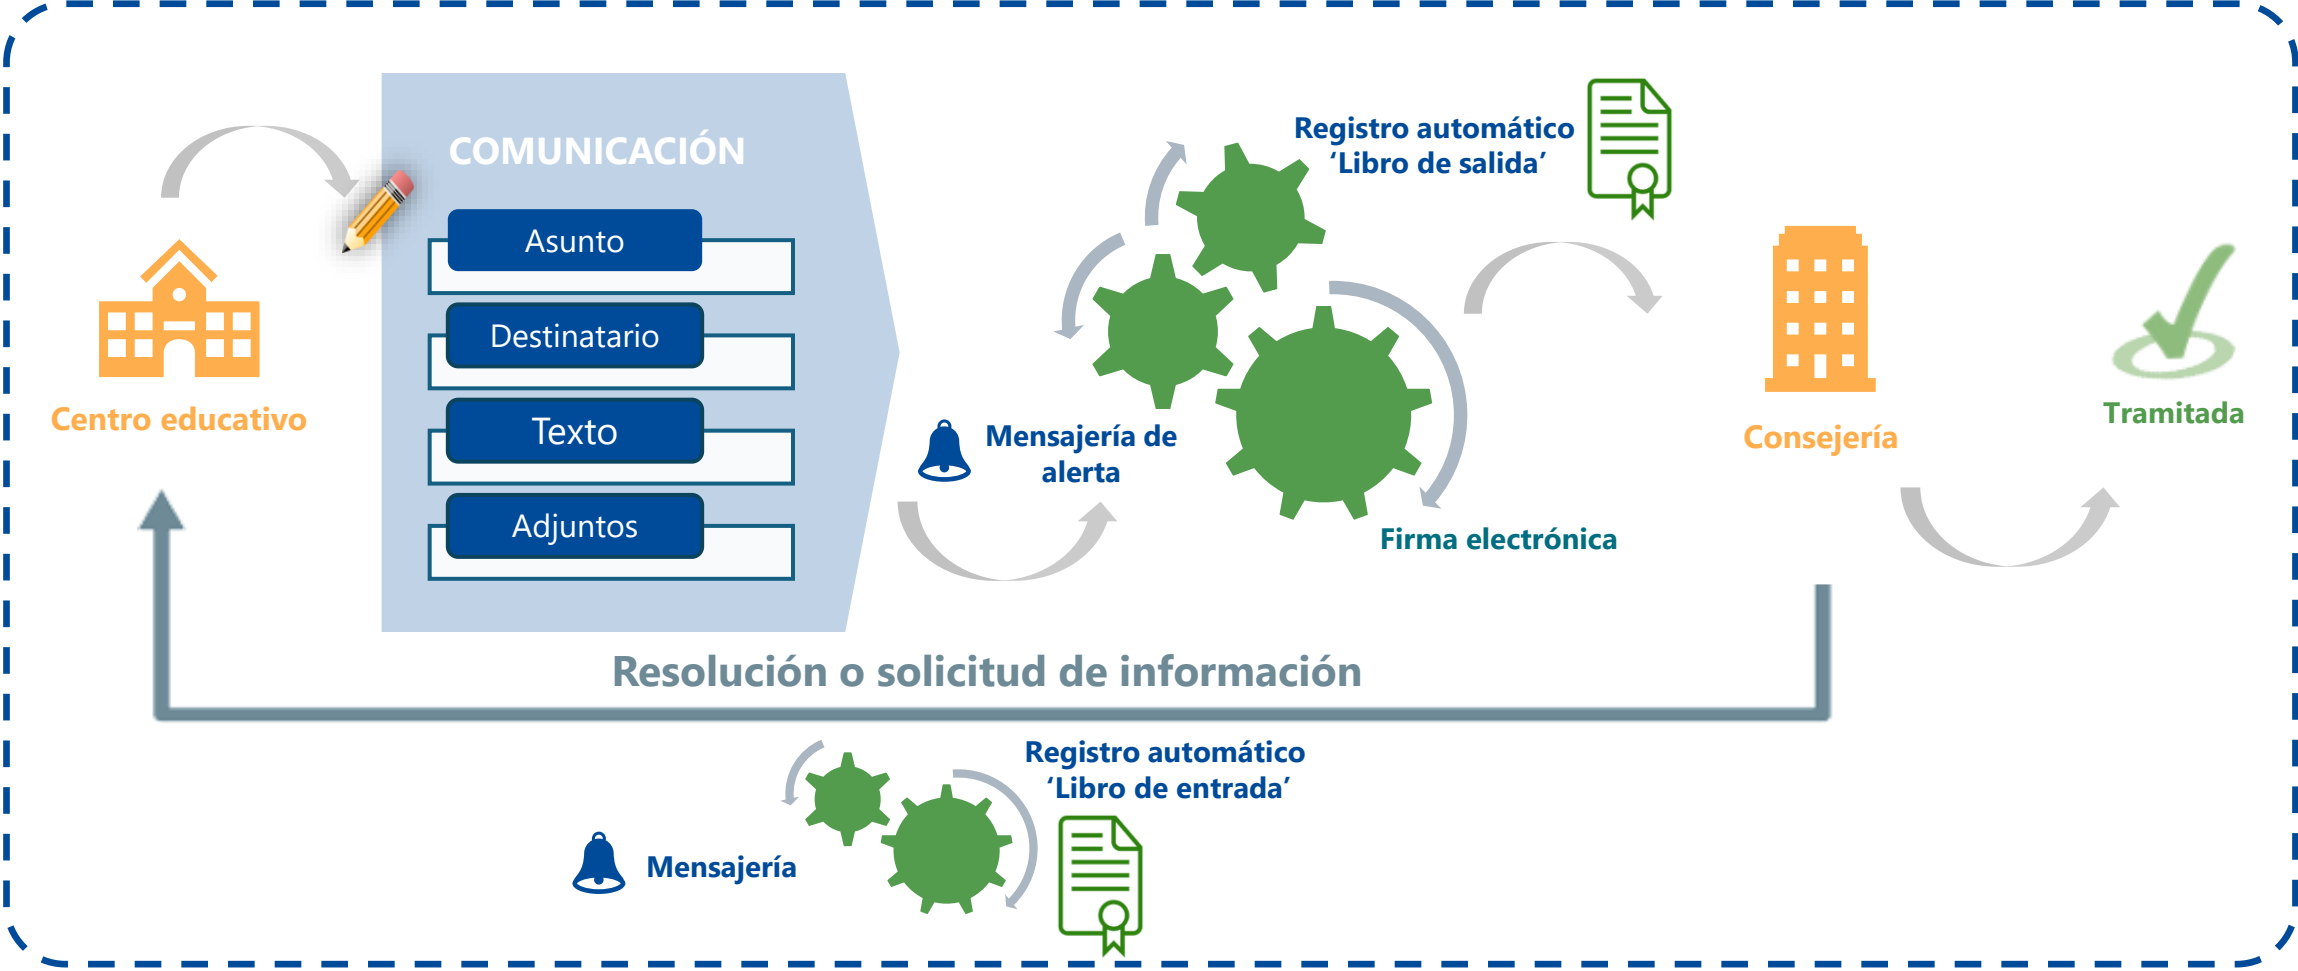 COMUNICACIÓN
Asunto
Destinatario
Texto
Adjuntos
Centro educativo
Mensajería de
alerta
Registro automático
‘Libro de salida’
Firma electrónica
Consejería
Tramitada
Resolución o solicitud de información
Registro automático
‘Libro de entrada’
Mensajería